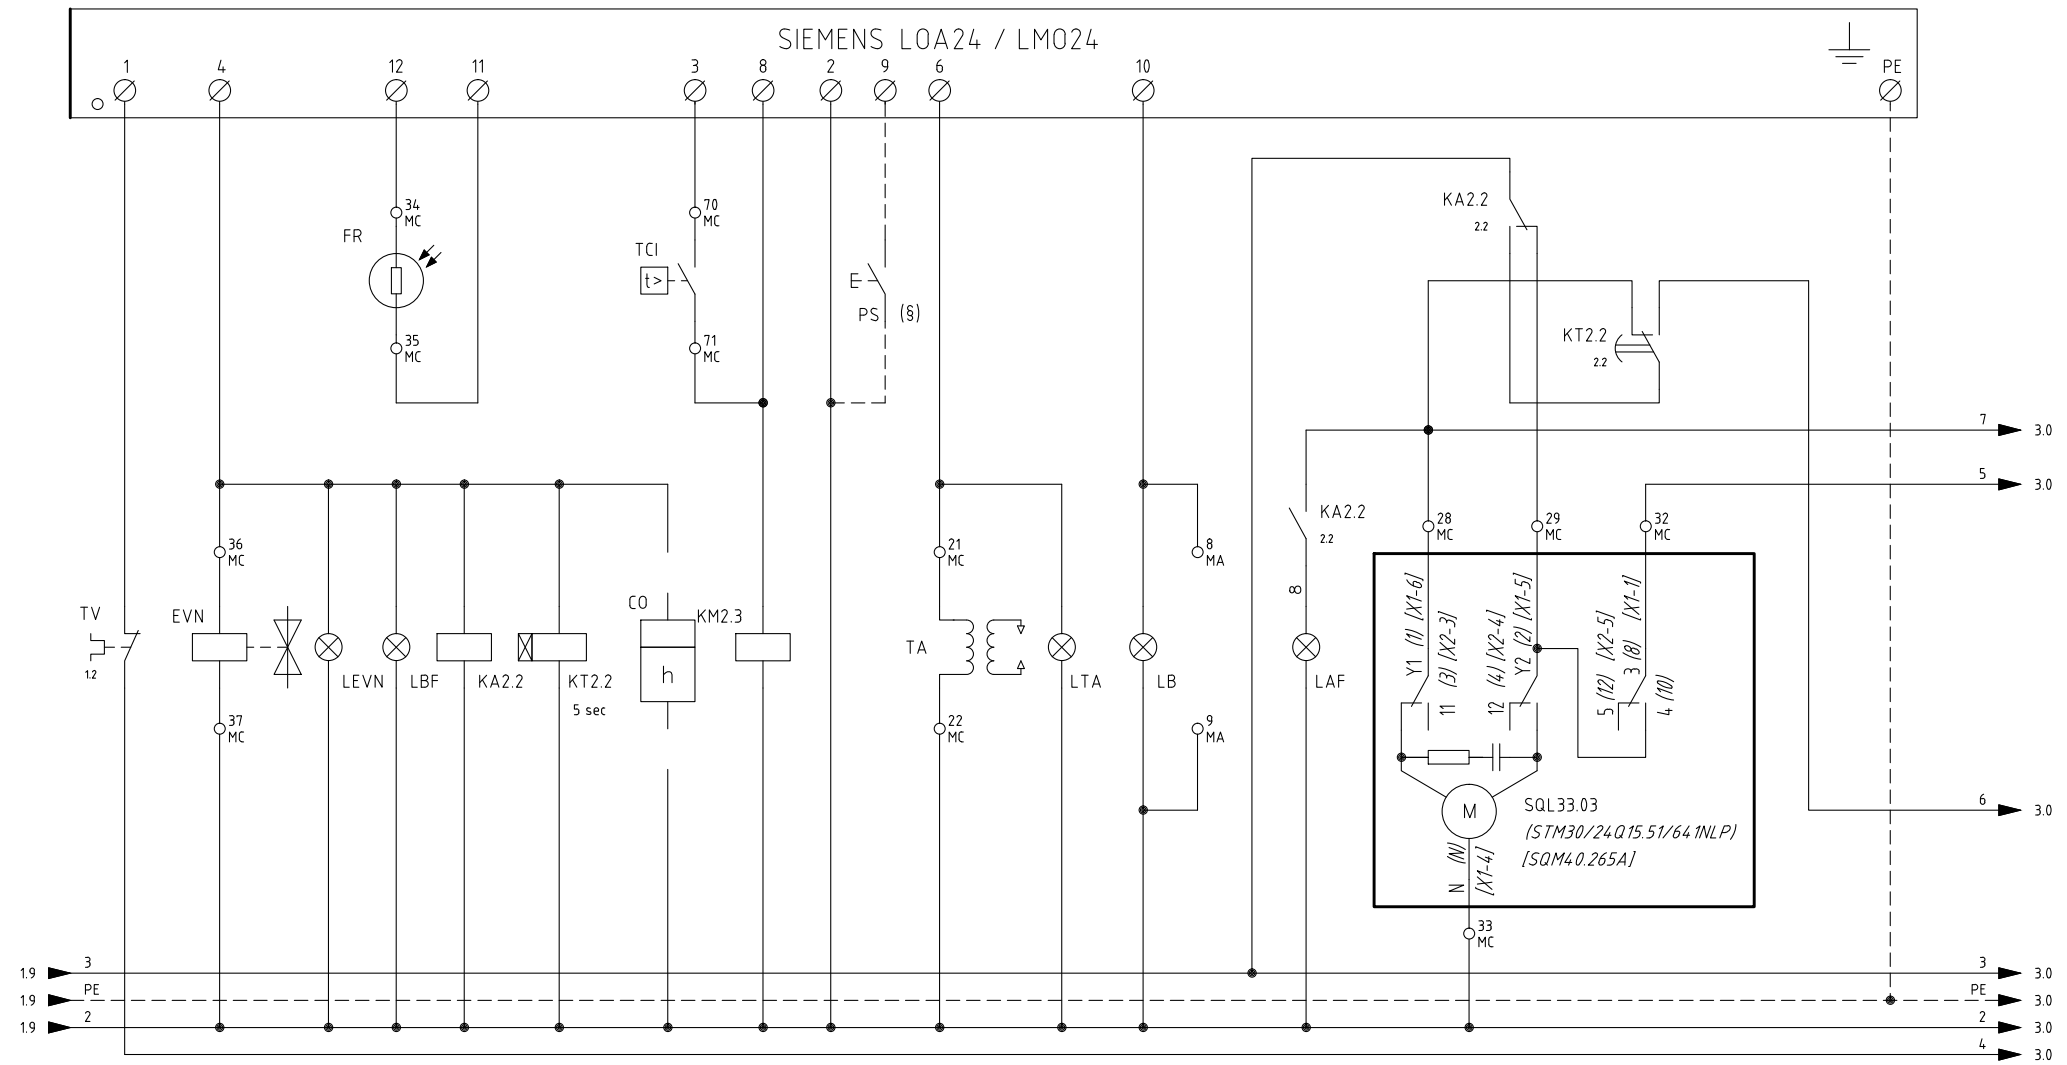 SIEMENS LOA24 / LMO24
1
4
12
11
3
8
2
9
6
10
PE
34
MC
FR
35
MC
70
MC
TCI
t>
71
MC
E
PS (§)
KA2.2
2.2
KT2.2
2.2
7
3.0
5
3.0
36
MC
21
MC
8
MA
KA2.2
2.2
28
MC
29
MC
32
MC
8
TV
1.2
EVN
LEVN
LBF
KA2.2
KT2.2
5 sec
CO
h
KM2.3
TA
LTA
LB
LAF
37
MC
22
MC
9
MA
Y1 (1) [X1-6]
11 (3) [X2-3]
12 (4) [X2-4]
Y2 (2) [X1-5]
5 (12) [X2-5]
3 (8) [X1-1]
4 (10)
M
SQL33.03
(STM30/24Q15.51/641NLP)
[SQM40.265A]
N (N)
[X1-4]
33
MC
6
3.0
1.9
3
3
3.0
1.9
PE
PE
3.0
1.9
2
2
3.0
4
3.0